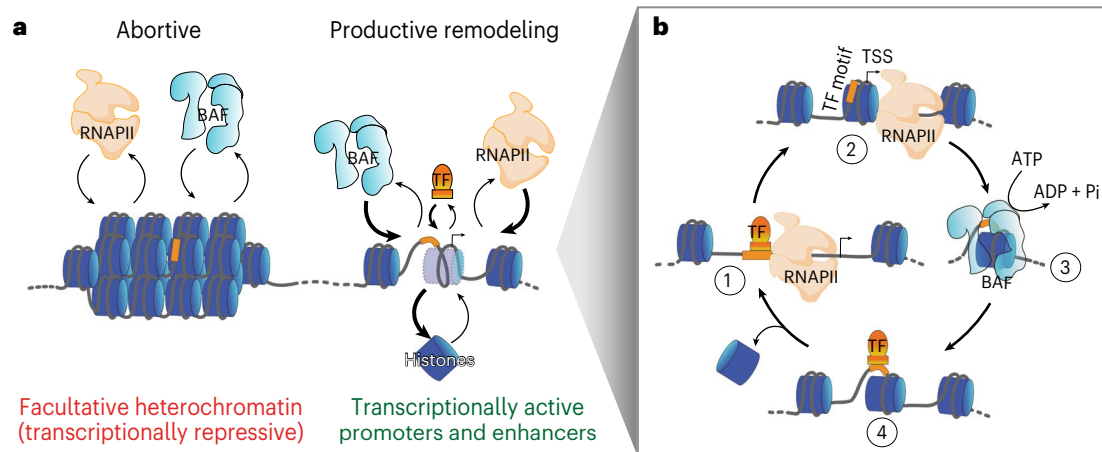 a
Abortive
Productive remodeling
RNAPII
BAF
BAF
TF
RNAPII
Histones
Facultative heterochromatin
(transcriptionally repressive)
Transcriptionally active
promoters and enhancers
b
TF motif
TSS
RNAPII
2
ATP
ADP + Pi
BAF
3
TF
RNAPII
1
TF
4